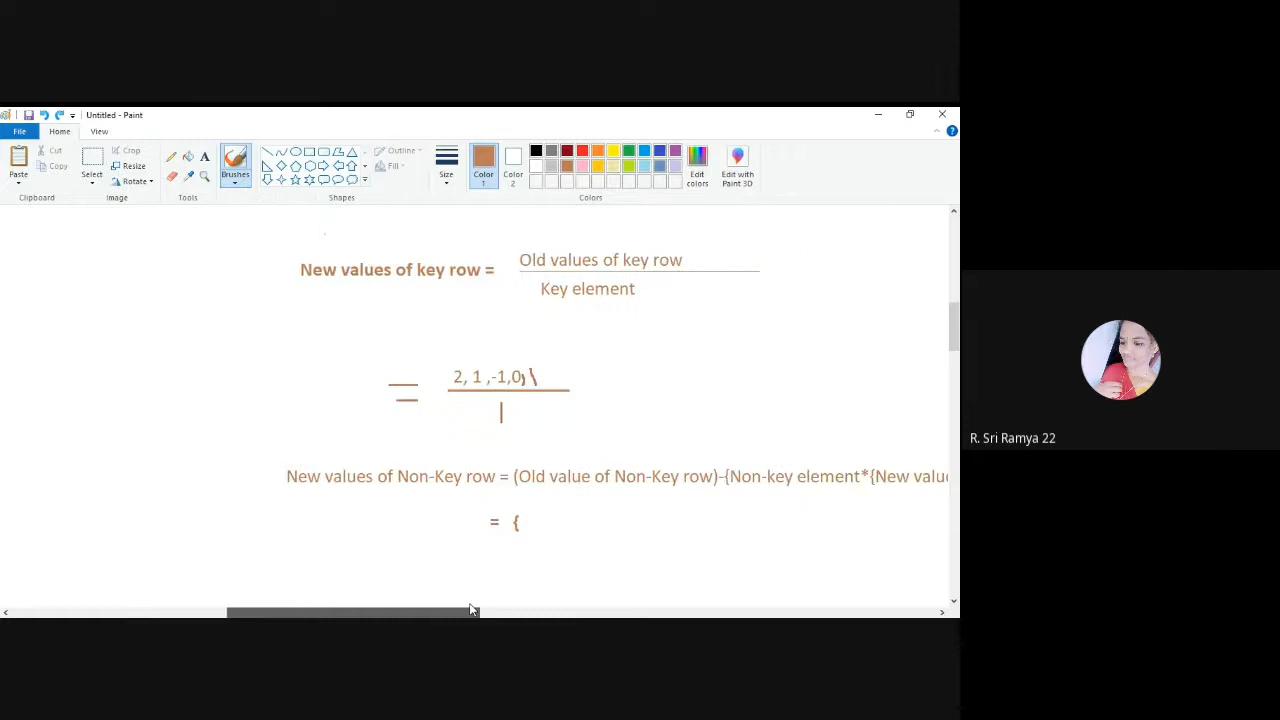 Untitled - Paint
File Home View
Paste
Cut
Copy
Clipboard
Select
Crop
Resize
Rotate
Image
A
Tools
Brushes
Outline
Fill
Shapes
Size
Color 1
Color 2
Edit colors
Edit with Paint 3D
Colors
New values of key row = Old values of key row
Key element
= 2, 1 ,-1,0,\
|
New values of Non-Key row = (Old value of Non-Key row)-{Non-key element*{New valu
= {
R. Sri Ramya 22